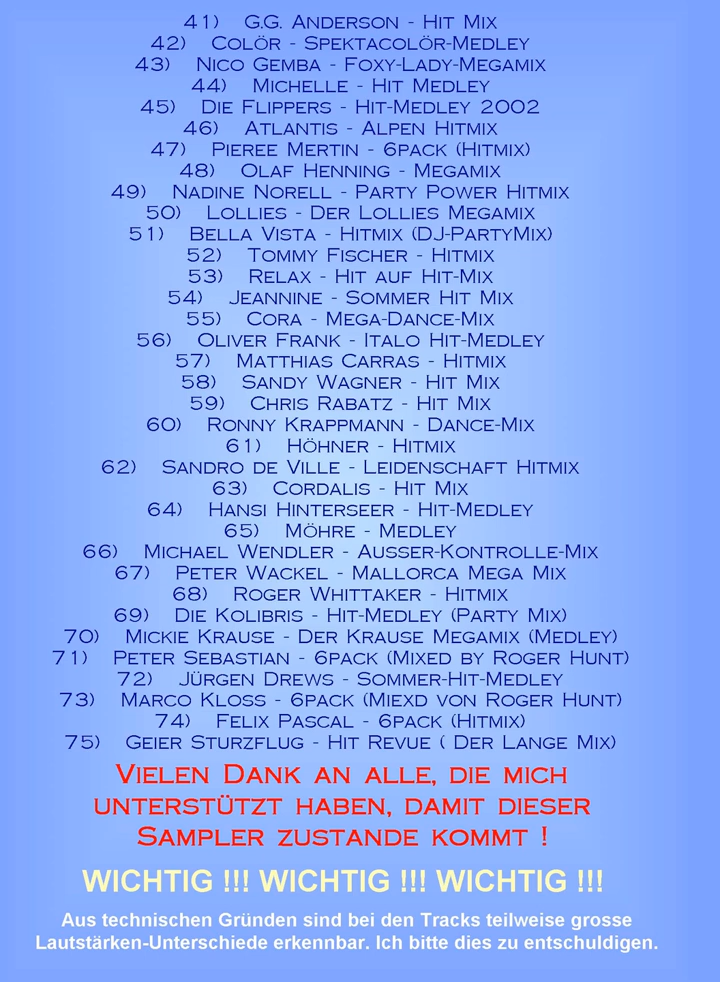 41) G.G. Anderson - Hit Mix
42) Colör - Spektacolör-Medley
43) Nico Gemba - Foxy-Lady-Megamix
44) Michelle - Hit Medley
45) Die Flippers - Hit-Medley 2002
46) Atlantis - Alpen Hitmix
47) Pieree Mertin - 6pack (Hitmix)
48) Olaf Henning - Megamix
49) Nadine Norell - Party Power Hitmix
50) Lollies - Der Lollies Megamix
51) Bella Vista - Hitmix (DJ-PartyMix)
52) Tommy Fischer - Hitmix
53) Relax - Hit auf Hit-Mix
54) Jeannine - Sommer Hit Mix
55) Cora - Mega-Dance-Mix
56) Oliver Frank - Italo Hit-Medley
57) Matthias Carras - Hitmix
58) Sandy Wagner - Hit Mix
59) Chris Rabatz - Hit Mix
60) Ronny Krappmann - Dance-Mix
61) Höhner - Hitmix
62) Sandro de Ville - Leidenschaft Hitmix
63) Cordalis - Hit Mix
64) Hansi Hinterseer - Hit-Medley
65) Möhre - Medley
66) Michael Wendler - Ausser-Kontrolle-Mix
67) Peter Wackel - Mallorca Mega Mix
68) Roger Whittaker - Hitmix
69) Die Kolibris - Hit-Medley (Party Mix)
70) Mickie Krause - Der Krause Megamix (Medley)
71) Peter Sebastian - 6pack (Mixed by Roger Hunt)
72) Jürgen Drews - Sommer-Hit-Medley
73) Marco Kloss - 6pack (Miexd von Roger Hunt)
74) Felix Pascal - 6pack (Hitmix)
75) Geier Sturzflug - Hit Revue ( Der Lange Mix)
Vielen Dank an alle, die mich
unterstützt haben, damit dieser
Sampler zustande kommt !
WICHTIG !!! WICHTIG !!! WICHTIG !!!
Aus technischen Gründen sind bei den Tracks teilweise grosse
Lautstärken-Unterschiede erkennbar. Ich bitte dies zu entschuldigen.